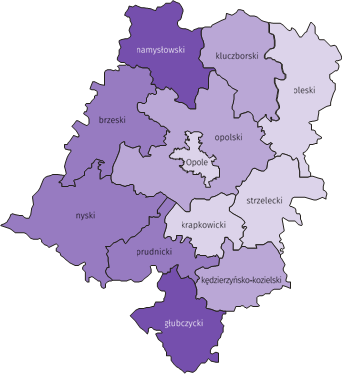 namysłowski
kluczborski
oleski
brzeski
opolski
Opole
strzelecki
nyski
krapkowicki
prudnicki
kędzierzyńsko-kozielski
głubczycki